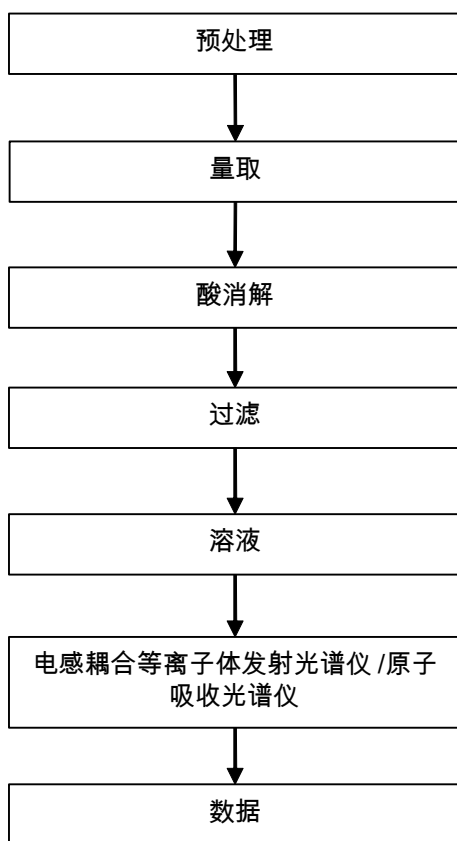 预处理
量取
酸消解
过滤
溶液
电感耦合等离子体发射光谱仪 /原子
吸收光谱仪
数据